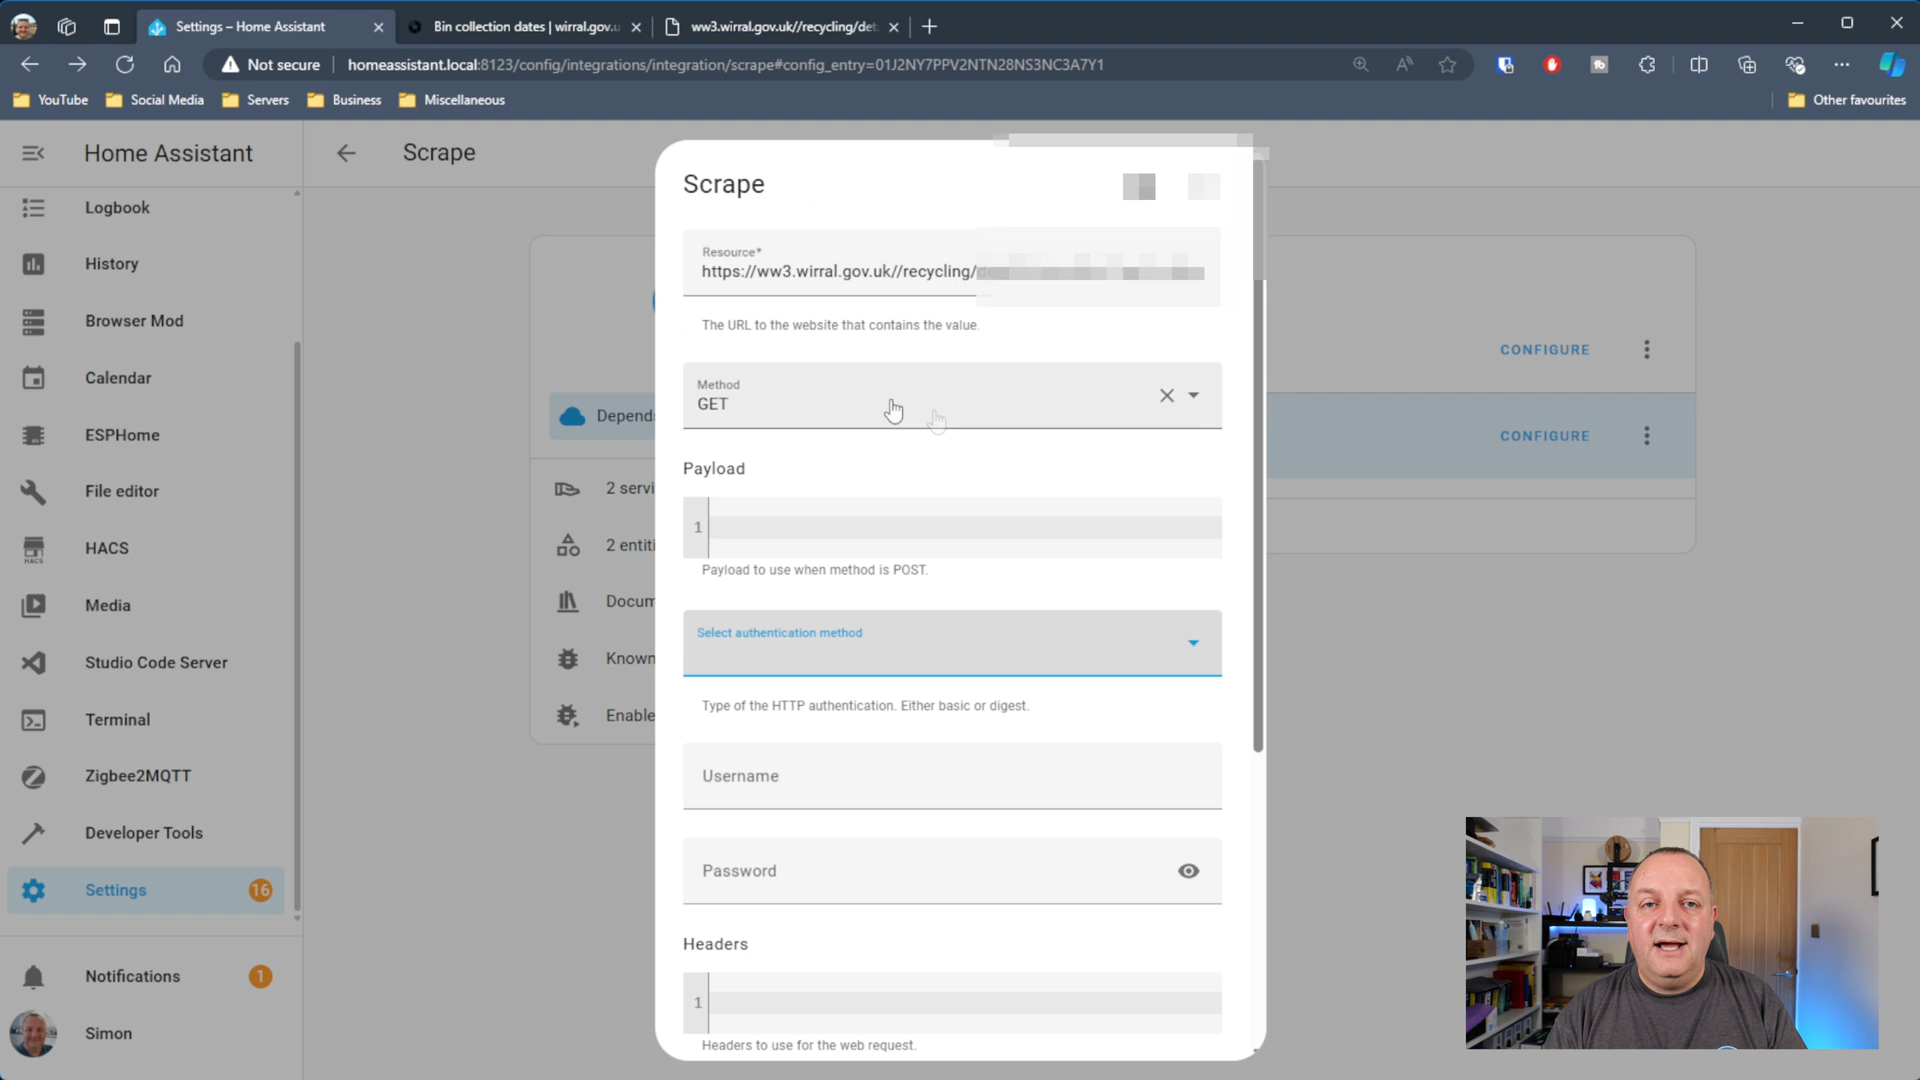 Settings – Home Assistant
Bin collection dates | wirral.gov.u
ww3.wirral.gov.uk//recycling/det
Not secure
homeassistant.local:8123/config/integrations/integration/scrape#config_entry=01J2NY7PPV2NTN28NS3NC3A7Y1
YouTube
Social Media
Servers
Business
Miscellaneous
Other favourites
Home Assistant
Scrape
Logbook
History
Browser Mod
Calendar
ESPHome
File editor
HACS
HACS
Media
Studio Code Server
Terminal
Zigbee2MQTT
Developer Tools
Settings
16
Notifications
1
Simon
Depend
2 servi
2 entiti
Docum
Known
Enable
CONFIGURE
CONFIGURE
Scrape
Resource*
https://ww3.wirral.gov.uk//recycling/
The URL to the website that contains the value.
Method
GET
Payload
1
Payload to use when method is POST.
Select authentication method
Type of the HTTP authentication. Either basic or digest.
Username
Password
Headers
1
Headers to use for the web request.